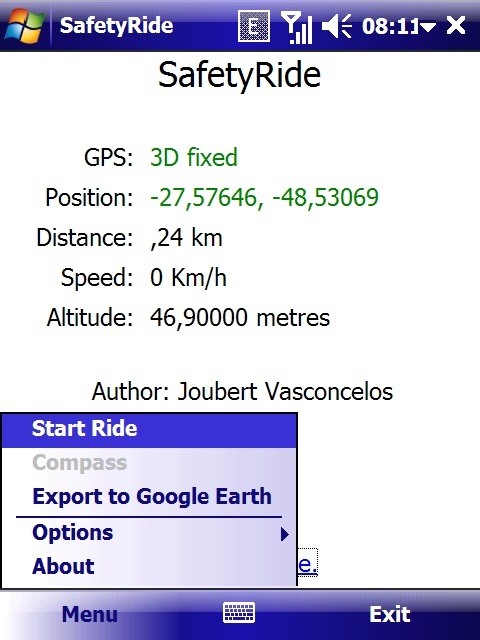 SafetyRide
E
08:11
SafetyRide
GPS: 3D fixed
Position: -27,57646, -48,53069
Distance: ,24 km
Speed: 0 Km/h
Altitude: 46,90000 metres
Author: Joubert Vasconcelos
Start Ride
Compass
Export to Google Earth
Options
About
e.
Menu
Exit